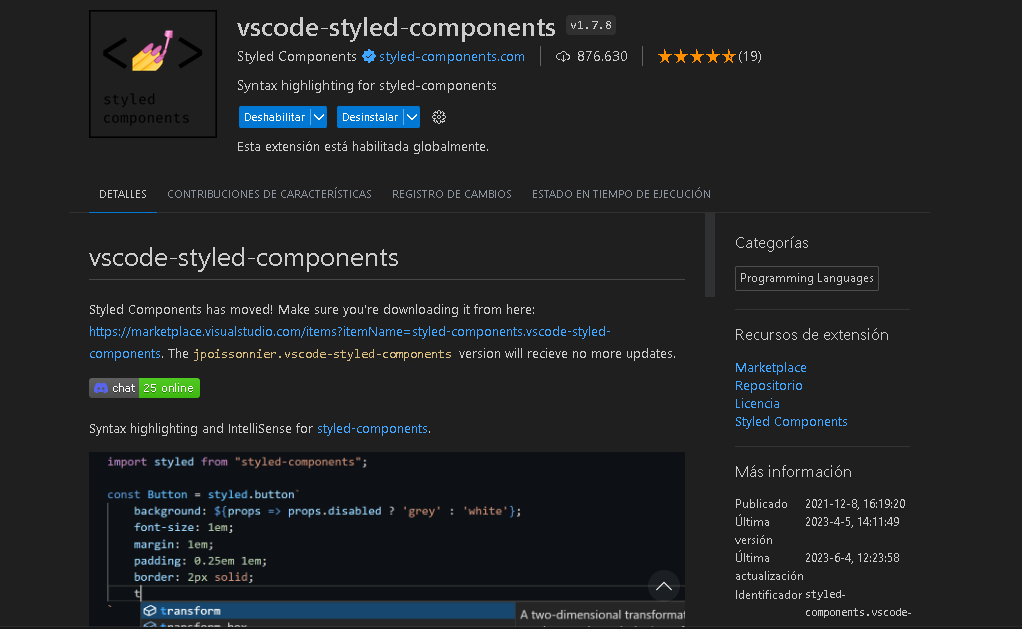 vscode-styled-components v1.7.8
Styled Components styled-components.com 876.630 (19)
Syntax highlighting for styled-components
Deshabilitar Desinstalar
Esta extensión está habilitada globalmente.
< >
styled
components
DETALLES CONTRIBUCIONES DE CARACTERÍSTICAS REGISTRO DE CAMBIOS ESTADO EN TIEMPO DE EJECUCIÓN
vscode-styled-components
Styled Components has moved! Make sure you're downloading it from here:
https://marketplace.visualstudio.com/items?itemName=styled-components.vscode-styled-
components. The jpoissonnier.vscode-styled-components version will recieve no more updates.
chat 25 online
Syntax highlighting and IntelliSense for styled-components.
import styled from "styled-components";
const Button = styled.button`
background: ${props => props.disabled ? 'grey' : 'white'};
font-size: 1em;
margin: 1em;
padding: 0.25em 1em;
border: 2px solid;
t
`
transform
A two-dimensional transformat
transform-box
Categorías
Programming Languages
Recursos de extensión
Marketplace
Repositorio
Licencia
Styled Components
Más información
Publicado 2021-12-8, 16:19:20
Última 2023-4-5, 14:11:49
versión
Última 2023-6-4, 12:23:58
actualización
Identificador styled-
components.vscode-